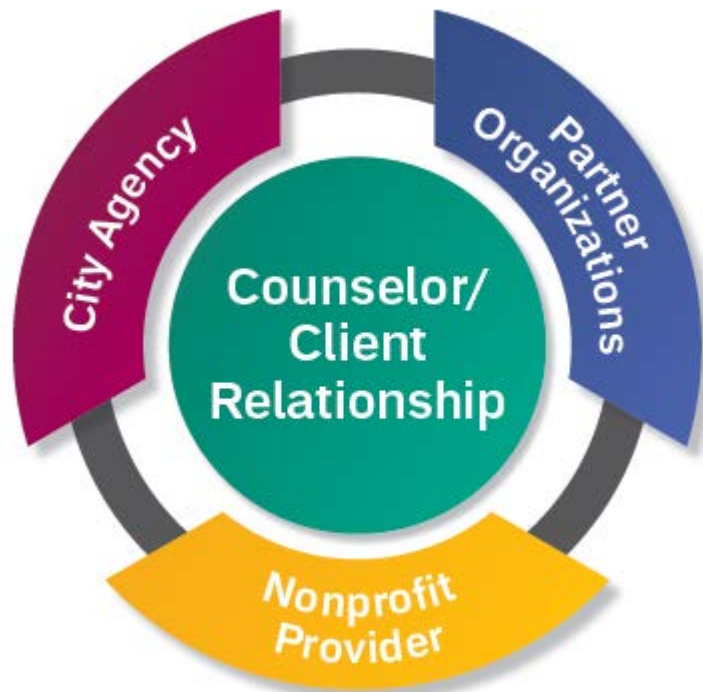 City Agency
Partner
Organizations
Counselor/
Client
Relationship
Nonprofit
Provider